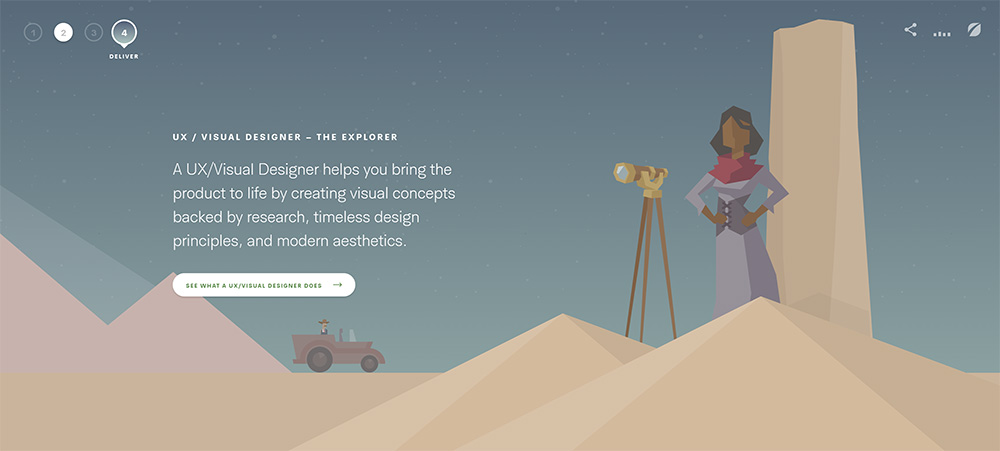 1 2 3 4
DELIVER
UX / VISUAL DESIGNER – THE EXPLORER
A UX/Visual Designer helps you bring the
product to life by creating visual concepts
backed by research, timeless design
principles, and modern aesthetics.
SEE WHAT A UX/VISUAL DESIGNER DOES →